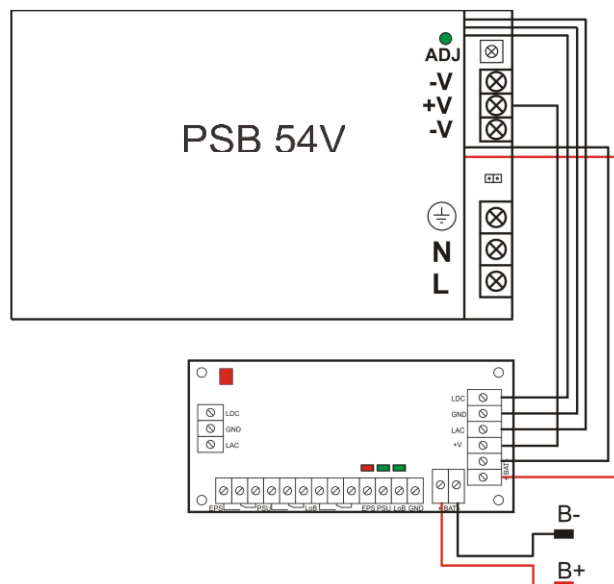 ADJ
-V
+V
-V
PSB 54V
N
L
LDC
GND
LAC
+V
+BAT-
LDC
GND
LAC
EPS PSU LoB EPS PSU LoB GND
+BAT-
B-
B+